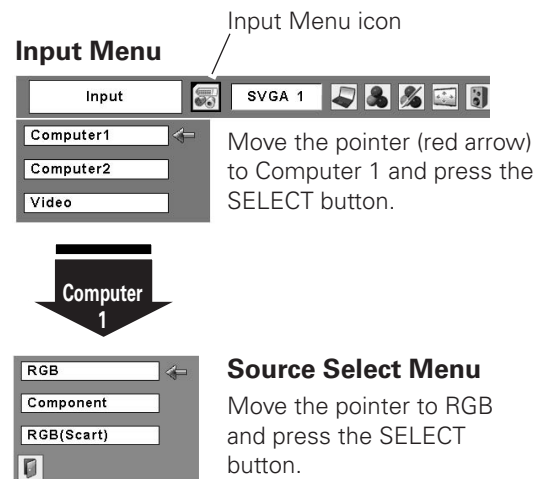 Input Menu icon
Input Menu
Input
SVGA 1
Computer1
Computer2
Video
Move the pointer (red arrow)
to Computer 1 and press the
SELECT button.
Computer
1
RGB
Component
RGB(Scart)
Source Select Menu
Move the pointer to RGB
and press the SELECT
button.